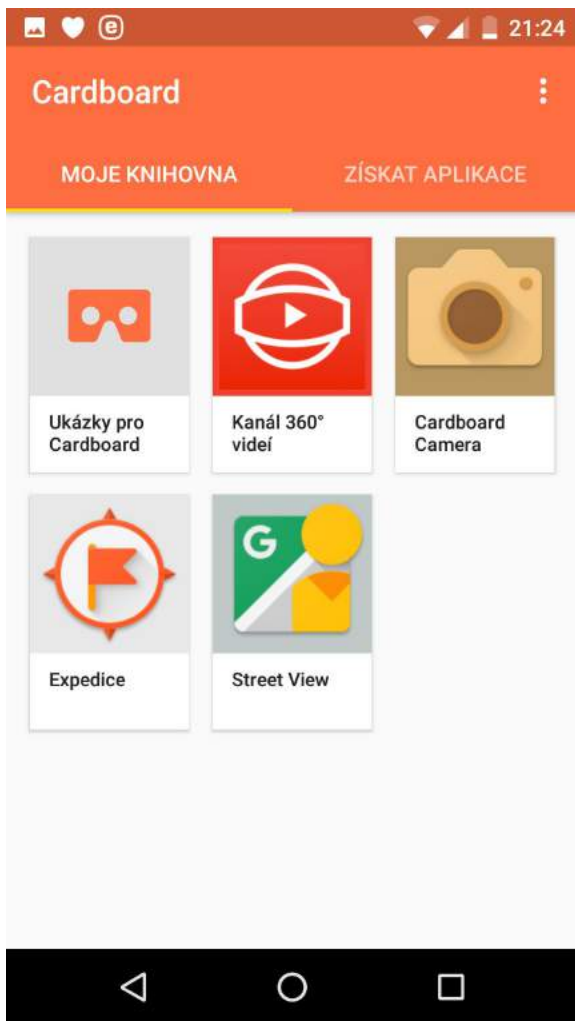 21:24
Cardboard
MOJE KNIHOVNA
ZÍSKAT APLIKACE
Ukázky pro
Cardboard
Kanál 360°
videí
Cardboard
Camera
G
Expedice
Street View